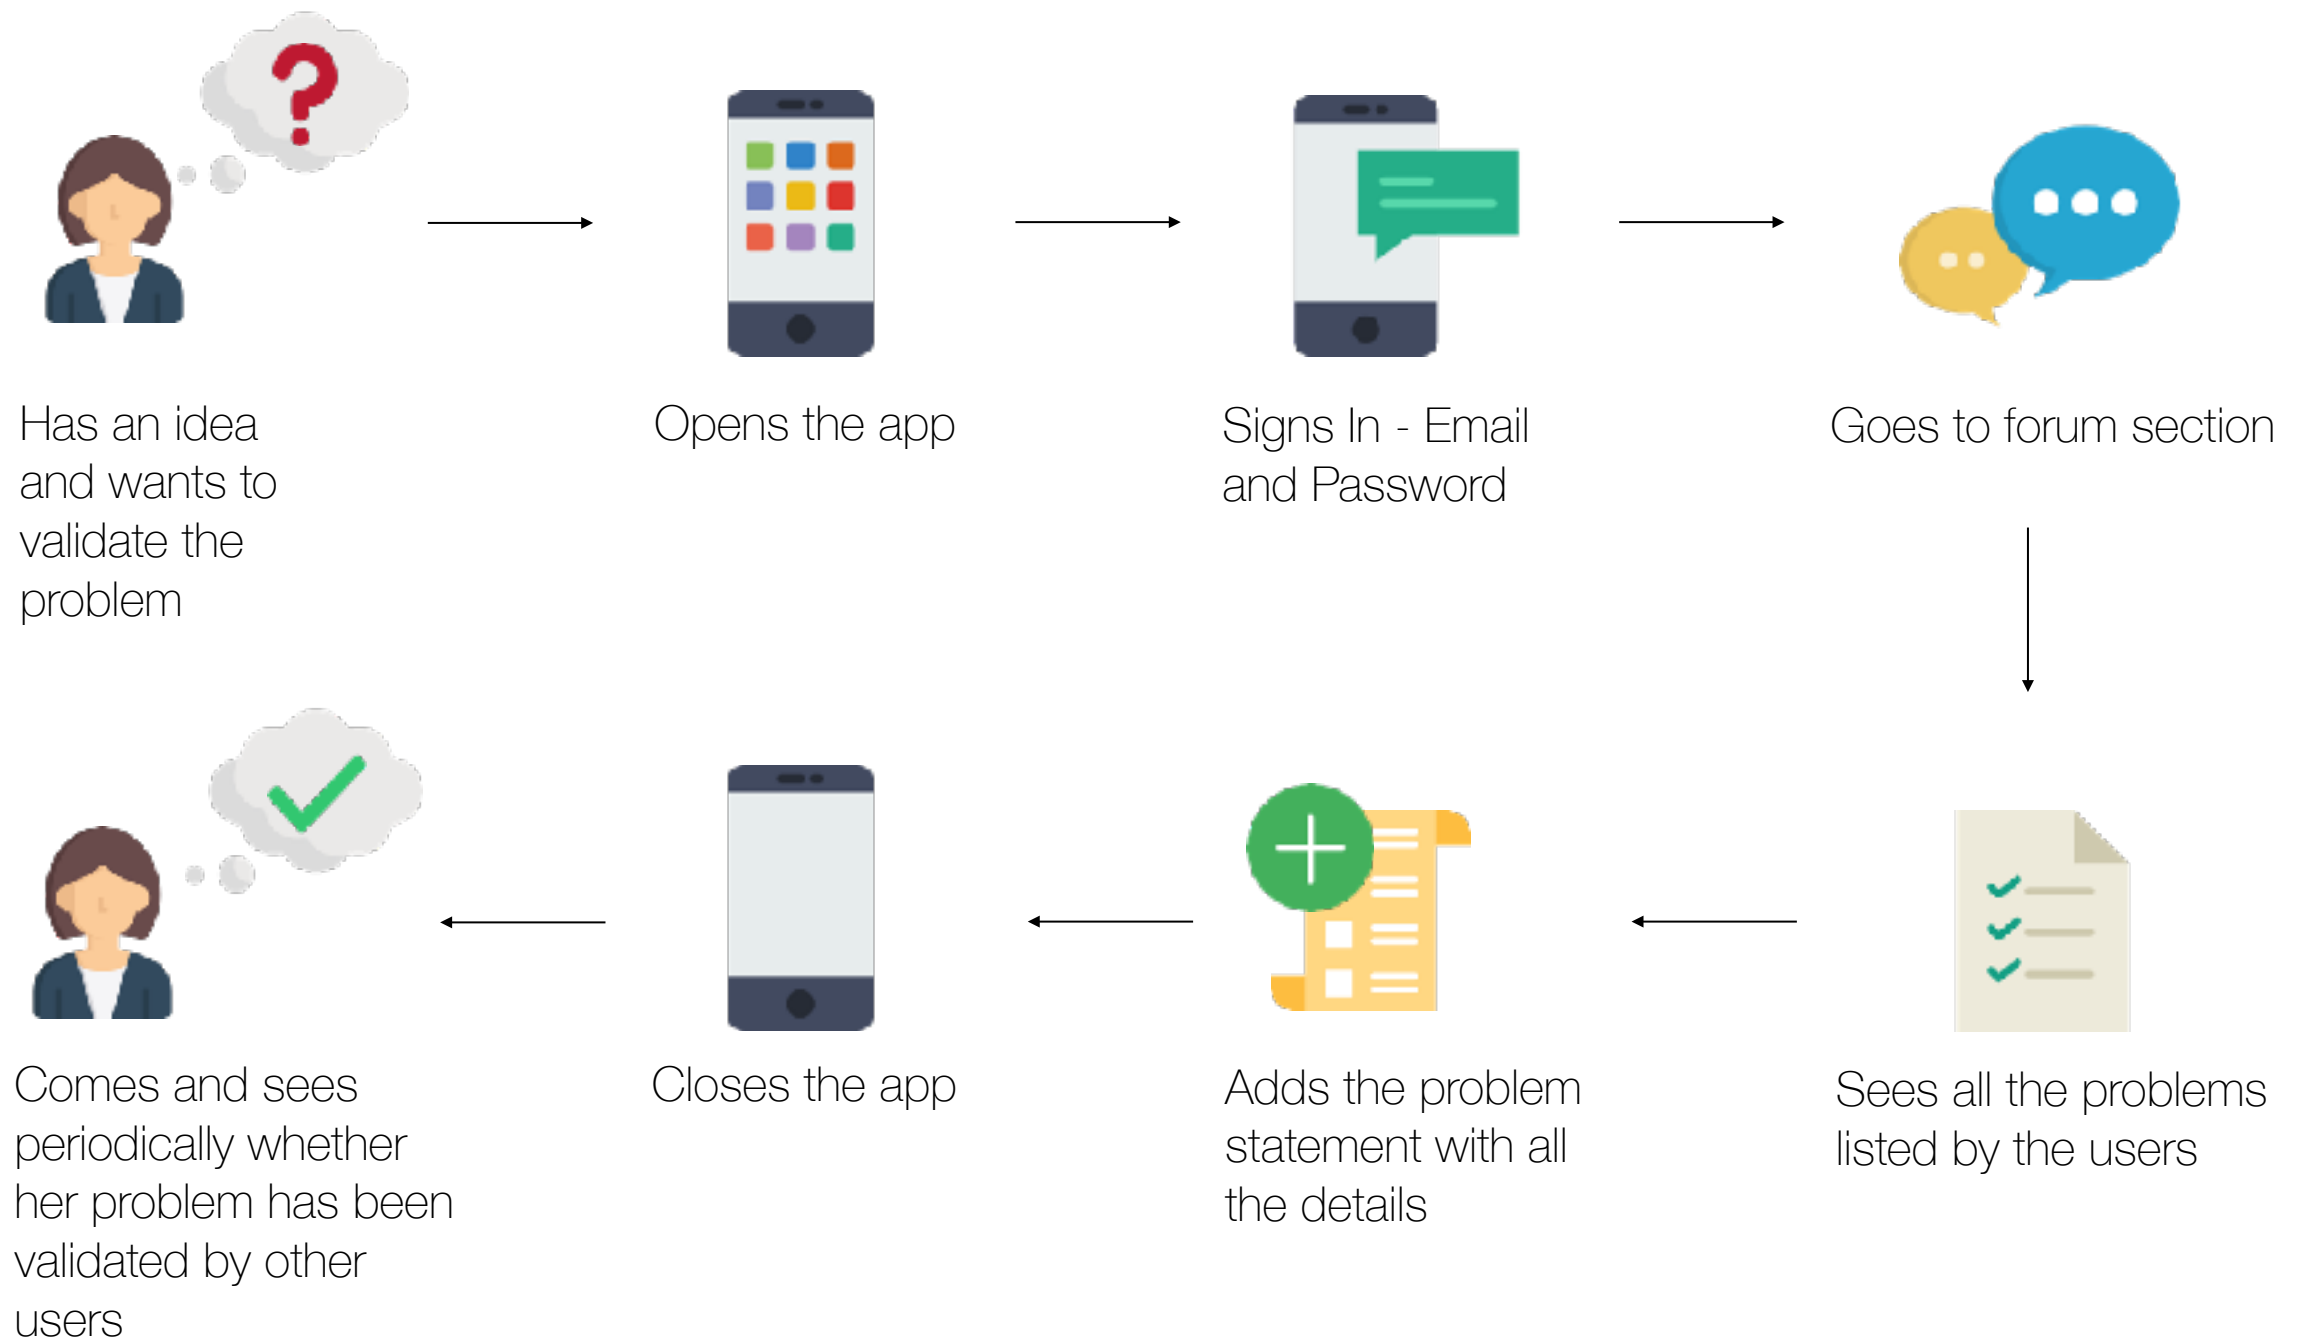 Has an idea
and wants to
validate the
problem
Opens the app
Signs In - Email
and Password
Goes to forum section
Sees all the problems
listed by the users
Adds the problem
statement with all
the details
Closes the app
Comes and sees
periodically whether
her problem has been
validated by other
users